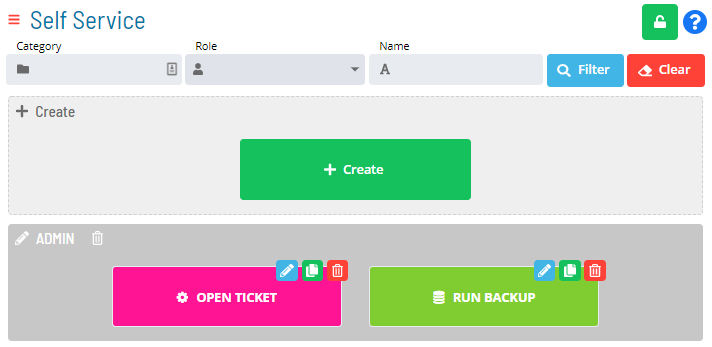 Self Service
?
Category Role Name
A Filter Clear
Create
Create
ADMIN
OPEN TICKET RUN BACKUP